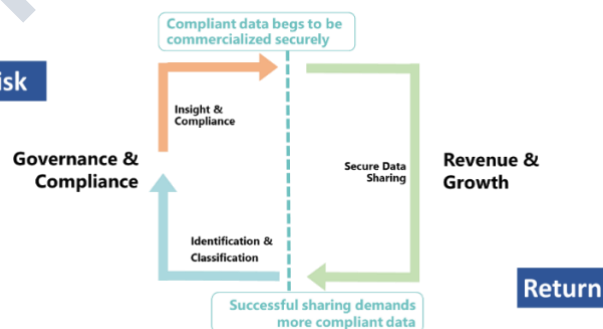 Compliant data begs to be
commercialized securely
isk
Insight &
Compliance
Governance &
Compliance
Secure Data
Sharing
Revenue &
Growth
Identification &
Classification
Return
Successful sharing demands
more compliant data